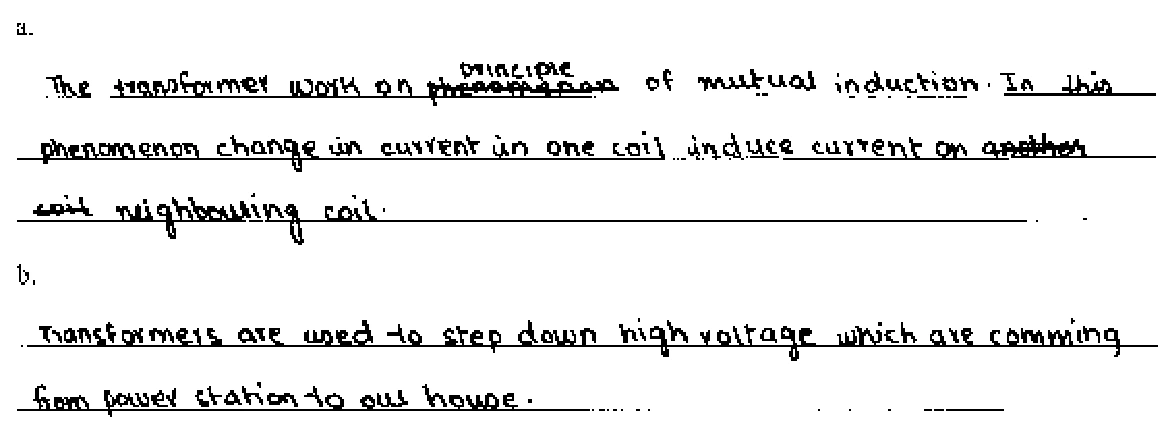 a.
The transformer work on principle of mutual induction. In this
phenomenon change in current in one coil induce current on another
coil neighbouring coil.
b.
Transformers are used to step down high voltage which are comming
from power station to our house.